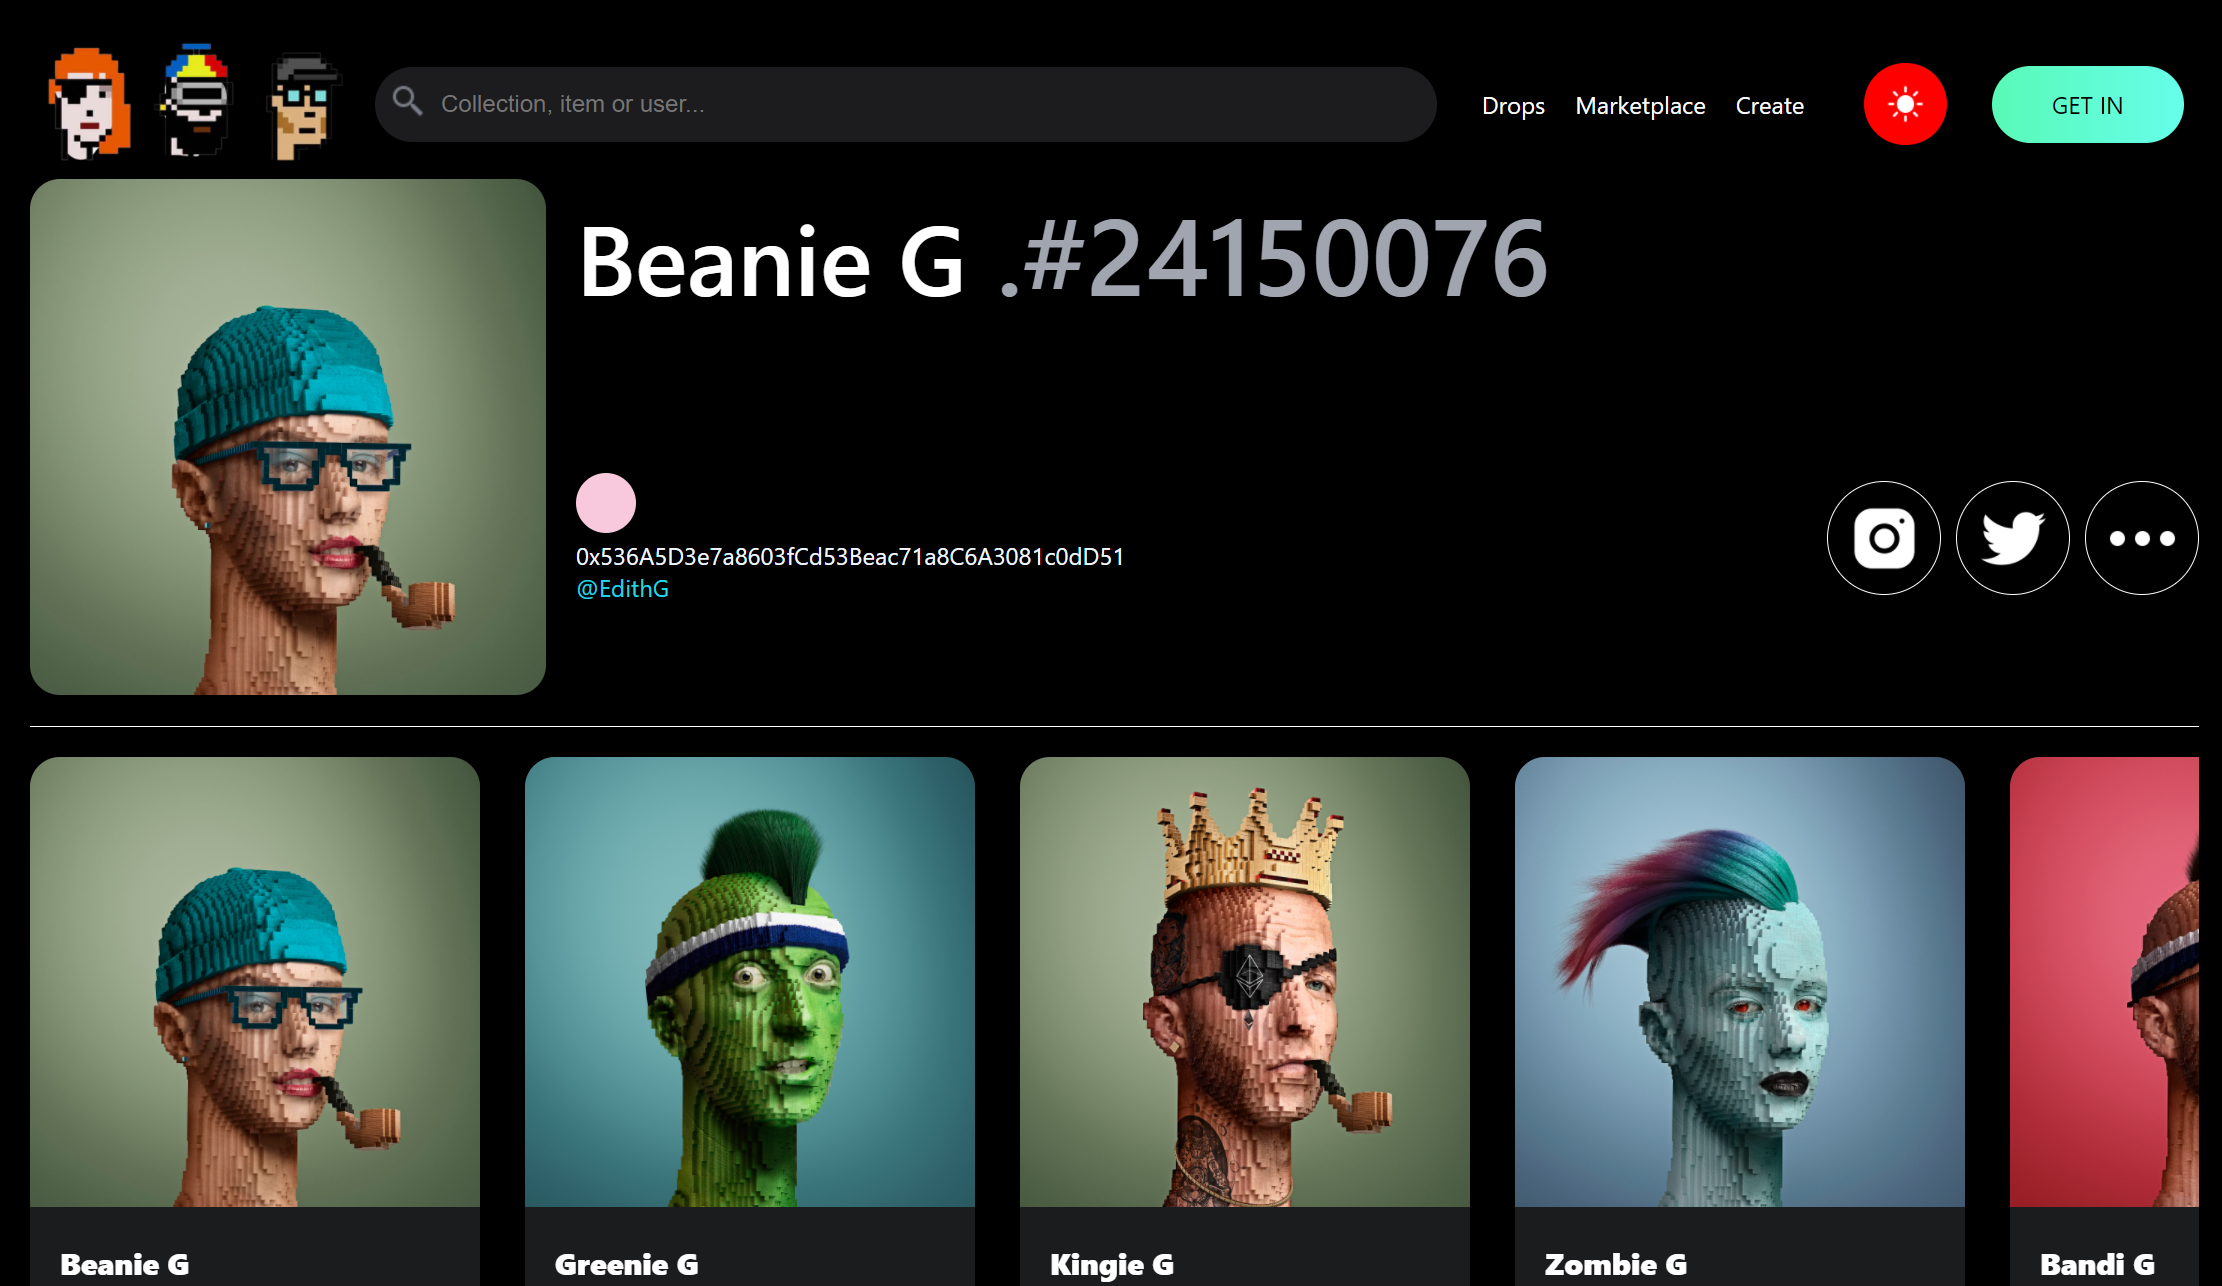 Collection, item or user...
Drops
Marketplace
Create
GET IN
Beanie G .#24150076
0x536A5D3e7a8603fCd53Beac71a8C6A3081c0dD51
@EdithG
Beanie G
Greenie G
Kingie G
Zombie G
Bandi G